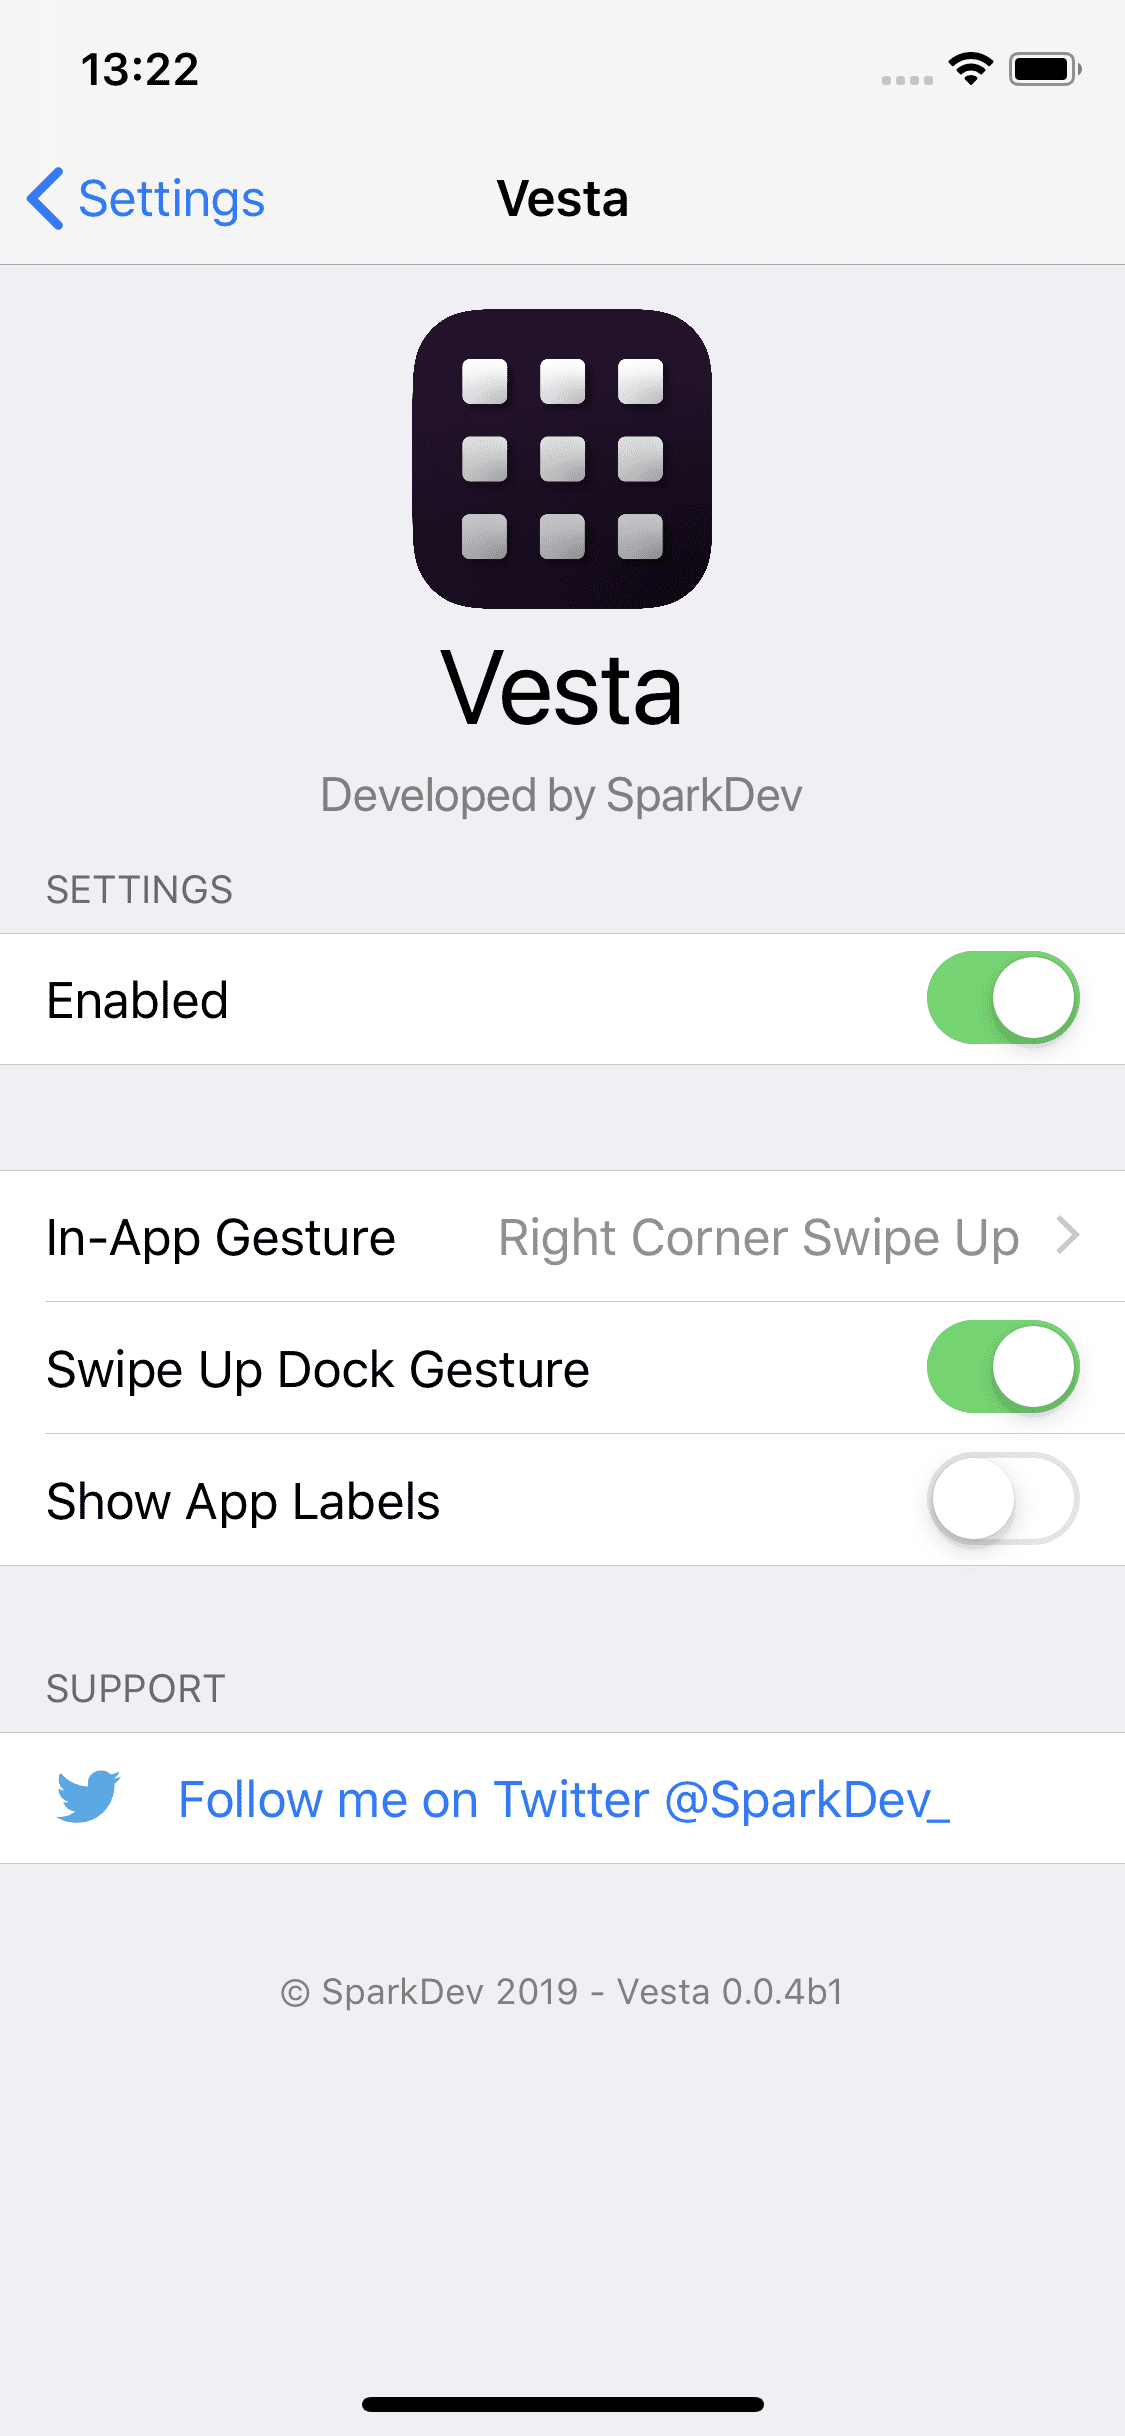 13:22
Settings
Vesta
Vesta
Developed by SparkDev
SETTINGS
Enabled
In-App Gesture Right Corner Swipe Up
Swipe Up Dock Gesture
Show App Labels
SUPPORT
Follow me on Twitter @SparkDev_
© SparkDev 2019 - Vesta 0.0.4b1